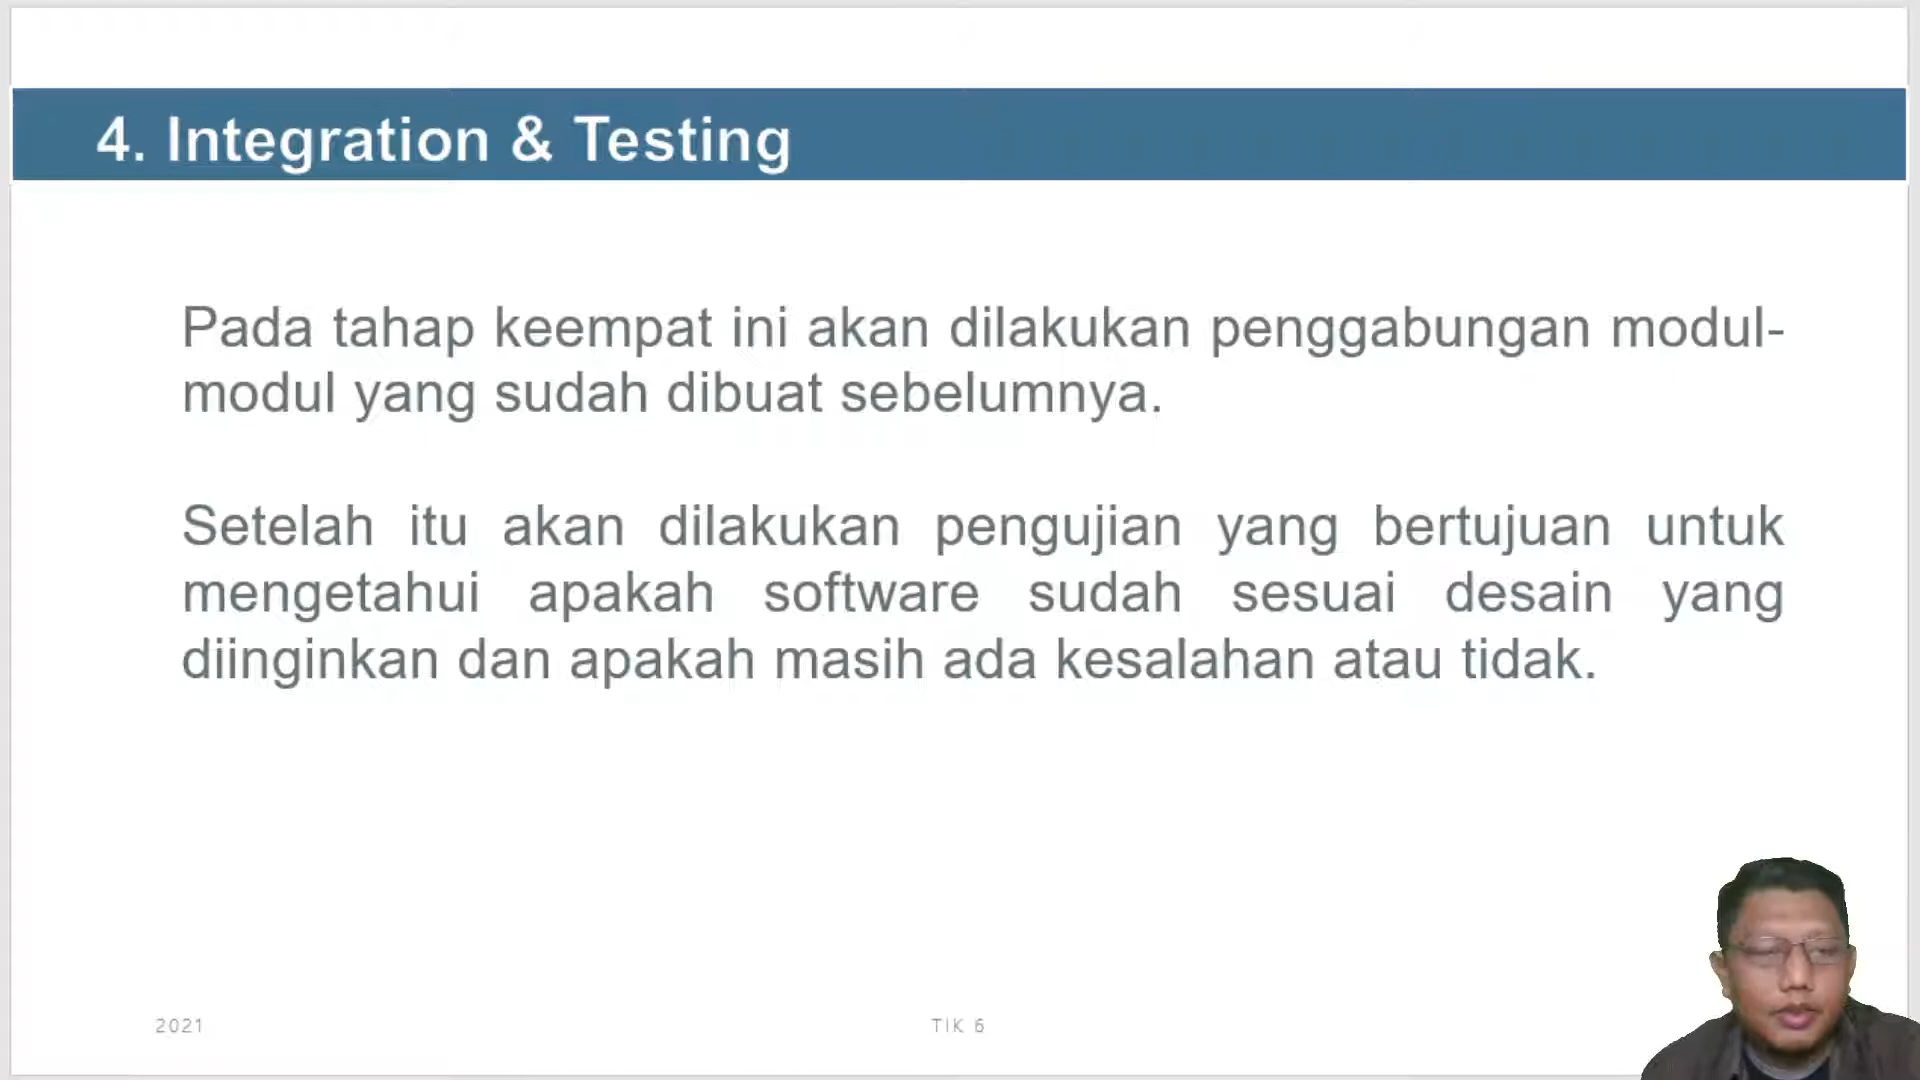 4. Integration & Testing
Pada tahap keempat ini akan dilakukan penggabungan modul-
modul yang sudah dibuat sebelumnya.
Setelah itu akan dilakukan pengujian yang bertujuan untuk
mengetahui apakah software sudah sesuai desain yang
diinginkan dan apakah masih ada kesalahan atau tidak.
2021
TIK 6